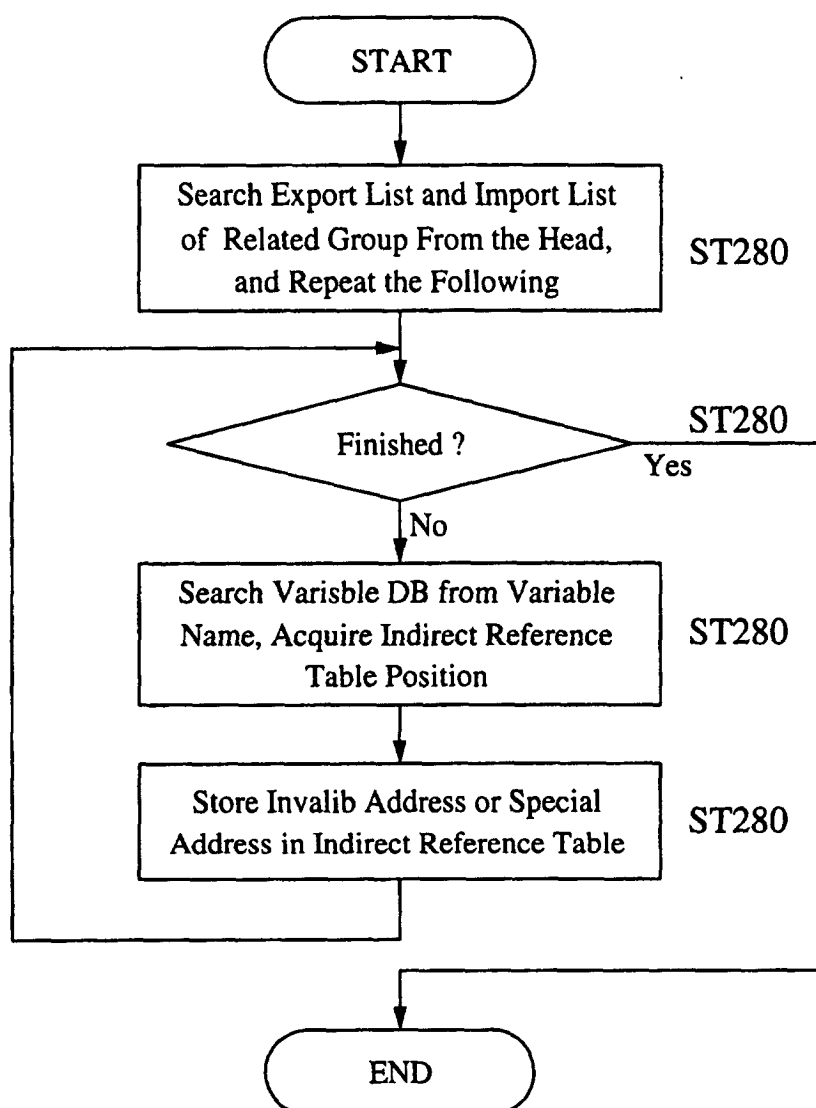 START
Search Export List and Import List
of Related Group From the Head,
and Repeat the Following
ST280
Finished ?
ST280
Yes
No
Search Varisble DB from Variable
Name, Acquire Indirect Reference
Table Position
ST280
Store Invalib Address or Special
Address in Indirect Reference Table
ST280
END